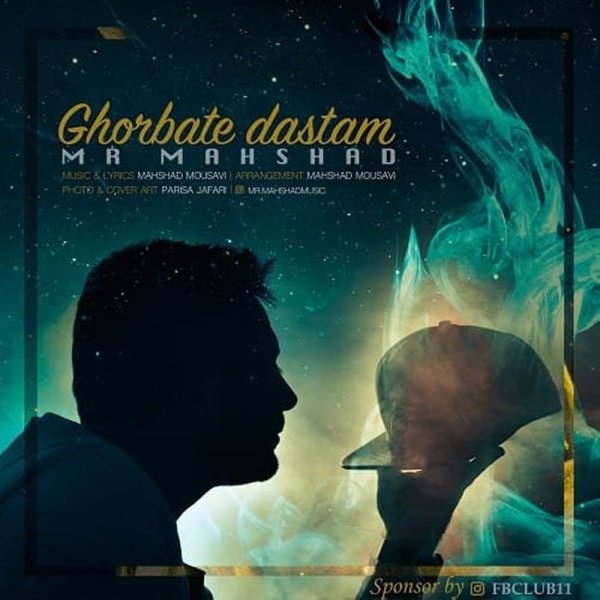 Ghorbate dastam
MR MAHSHAD
MUSIC & LYRICS MAHSHAD MOUSAVI | ARRANGEMENT MAHSHAD MOUSAVI
PHOTO & COVER ART PARISA JAFARI | MR.MAHSHADMUSIC
Sponsor by FBCLUB11